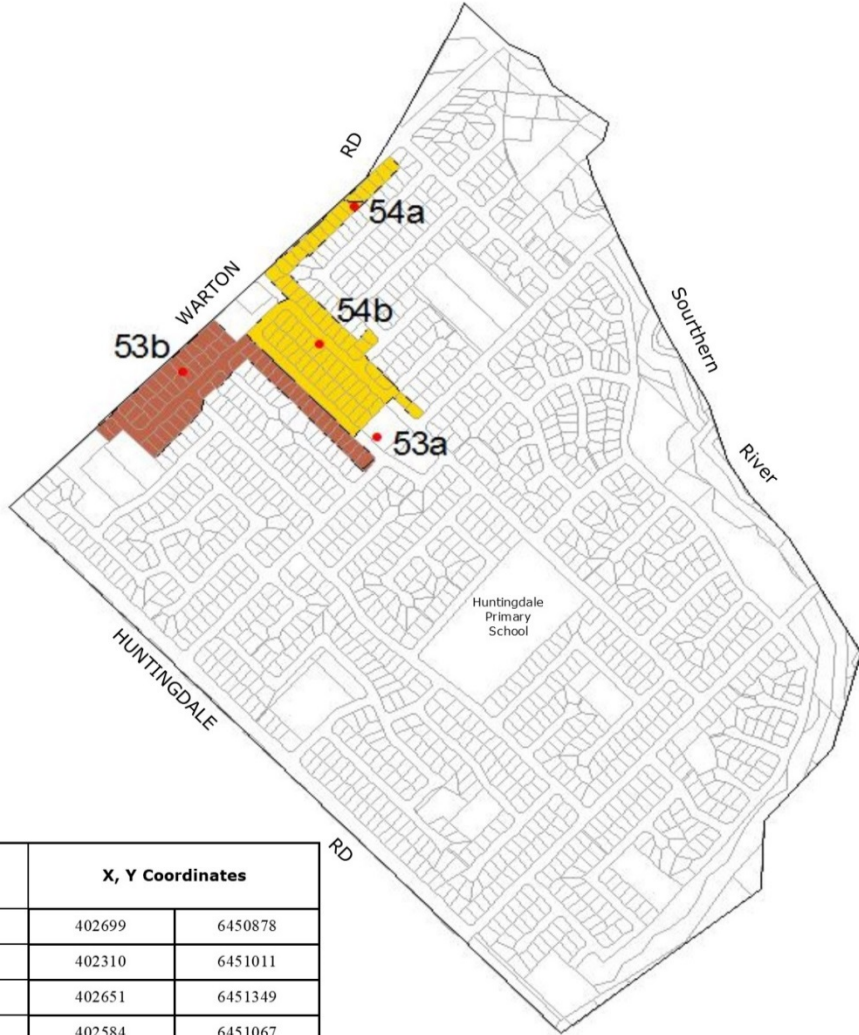 RD
54a
WARTON
54b
Sourthern
53b
53a
River
Huntingdale
Primary
School
HUNTINGDALE
RD
X, Y Coordinates
402699 6450878
402310 6451011
402651 6451349
402584 6451067